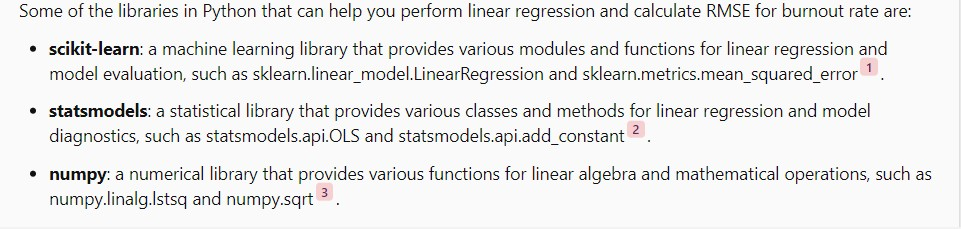 Some of the libraries in Python that can help you perform linear regression and calculate RMSE for burnout rate are:
• scikit-learn: a machine learning library that provides various modules and functions for linear regression and
model evaluation, such as sklearn.linear_model.LinearRegression and sklearn.metrics.mean_squared_error 1 .
• statsmodels: a statistical library that provides various classes and methods for linear regression and model
diagnostics, such as statsmodels.api.OLS and statsmodels.api.add_constant 2 .
• numpy: a numerical library that provides various functions for linear algebra and mathematical operations, such as
numpy.linalg.lstsq and numpy.sqrt 3 .